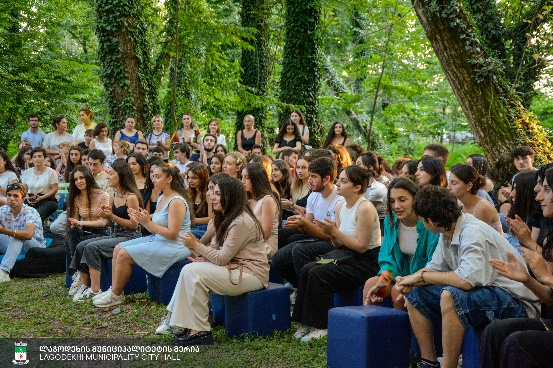 ᲚᲐᲒᲝᲓᲔᲮᲘᲡ ᲛᲣᲜᲘᲪᲘᲞᲐᲚᲘᲢᲔᲢᲘᲡ ᲛᲔᲠᲘᲐ
LAGODEKHI MUNICIPALITY CITY HALL